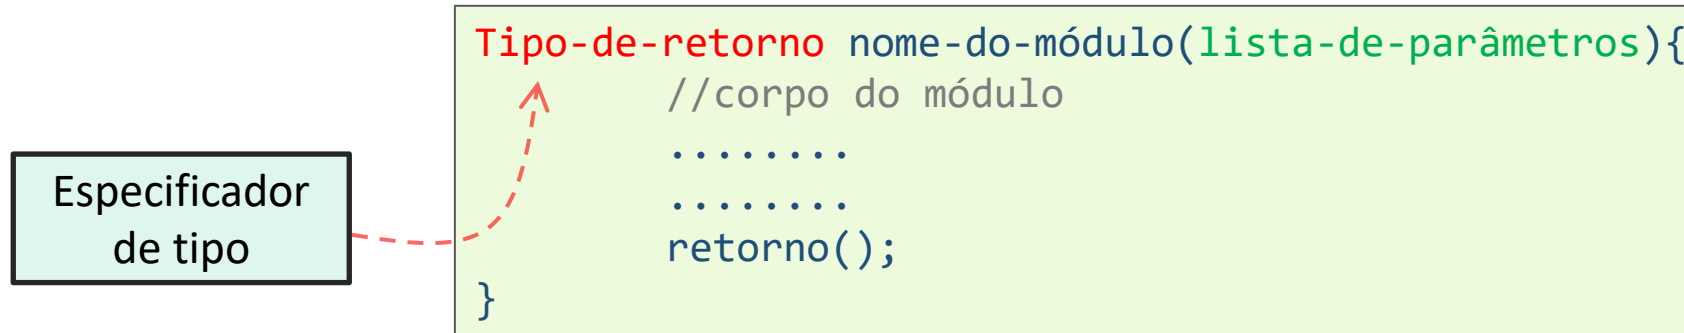 Tipo-de-retorno nome-do-módulo(lista-de-parâmetros){
//corpo do módulo
........
........
retorno();
}
Especificador
de tipo